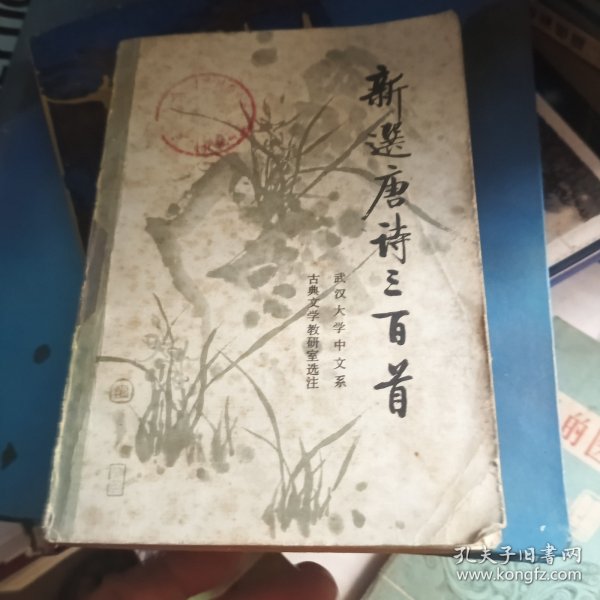 新選唐诗三百首
武汉大学中文系
古典文学教研室选注
的
孔夫子旧书网
www.kongfz.com